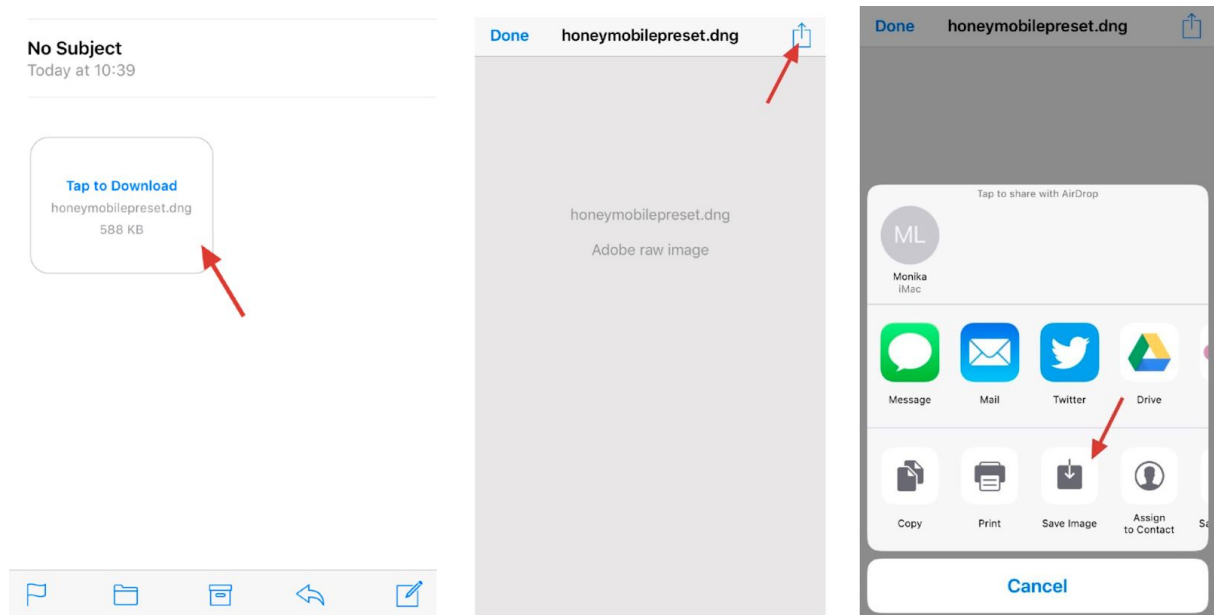 No Subject
Today at 10:39
Tap to Download
honeymobilepreset.dng
588 KB
Done honeymobilepreset.dng
honeymobilepreset.dng
Adobe raw image
Done honeymobilepreset.dng
Tap to share with AirDrop
ML
Monika
iMac
Message Mail Twitter Drive
Copy Print Save Image Assign
to Contact
Cancel